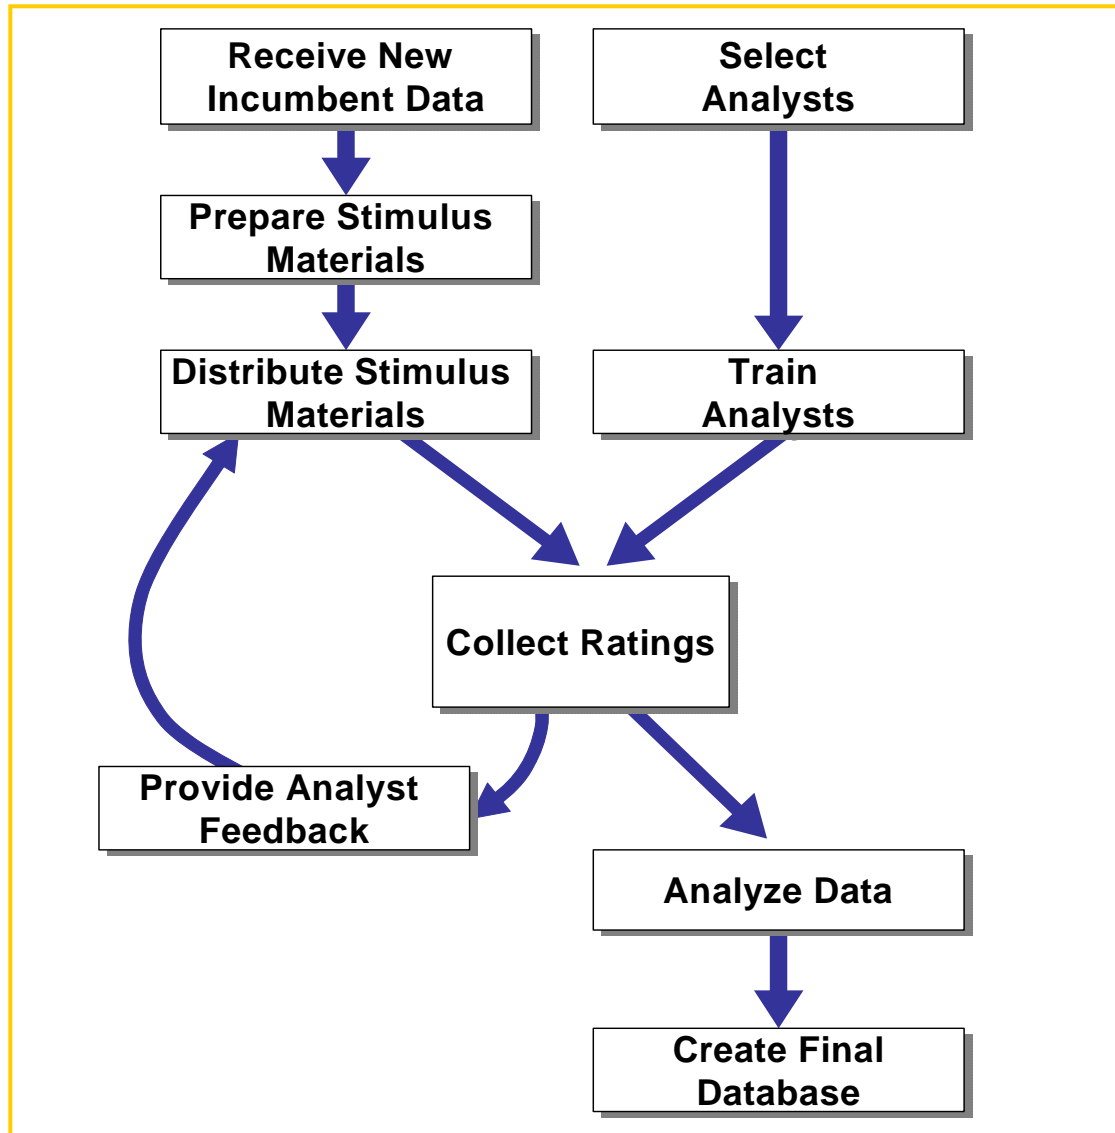 Receive New
Incumbent Data
Select
Analysts
Prepare Stimulus
Materials
Distribute Stimulus
Materials
Train
Analysts
Collect Ratings
Provide Analyst
Feedback
Analyze Data
Create Final
Database